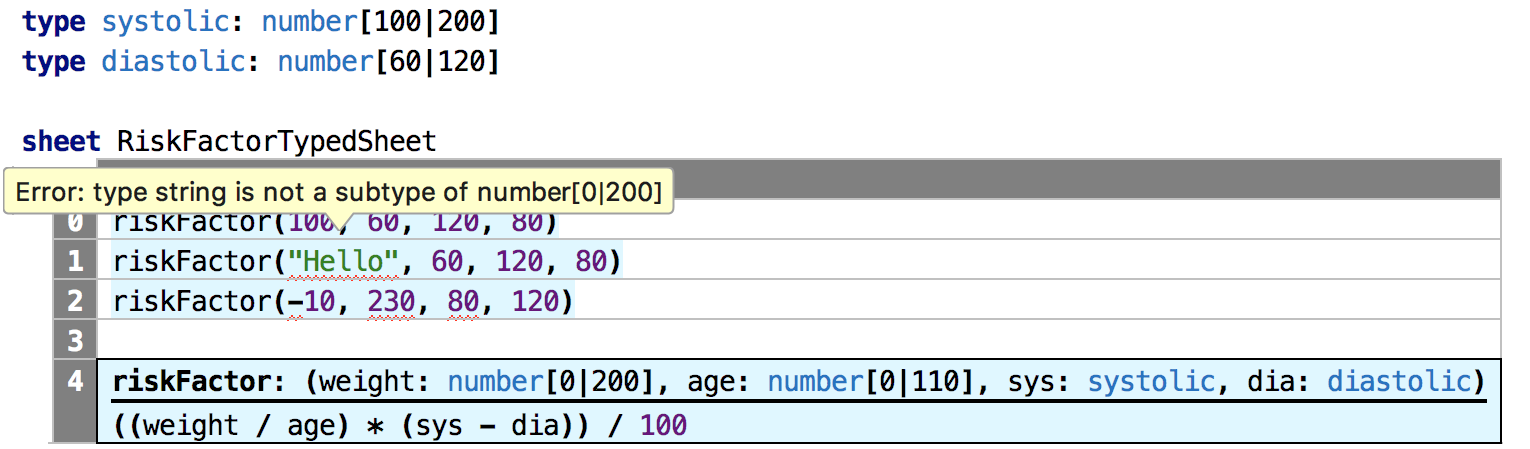 type systolic: number[100|200]
type diastolic: number[60|120]
sheet RiskFactorTypedSheet
Error: type string is not a subtype of number[0|200]
0 riskFactor(100, 60, 120, 80)
1 riskFactor("Hello", 60, 120, 80)
2 riskFactor(-10, 230, 80, 120)
3
4 riskFactor: (weight: number[0|200], age: number[0|110], sys: systolic, dia: diastolic)
((weight / age) * (sys - dia)) / 100